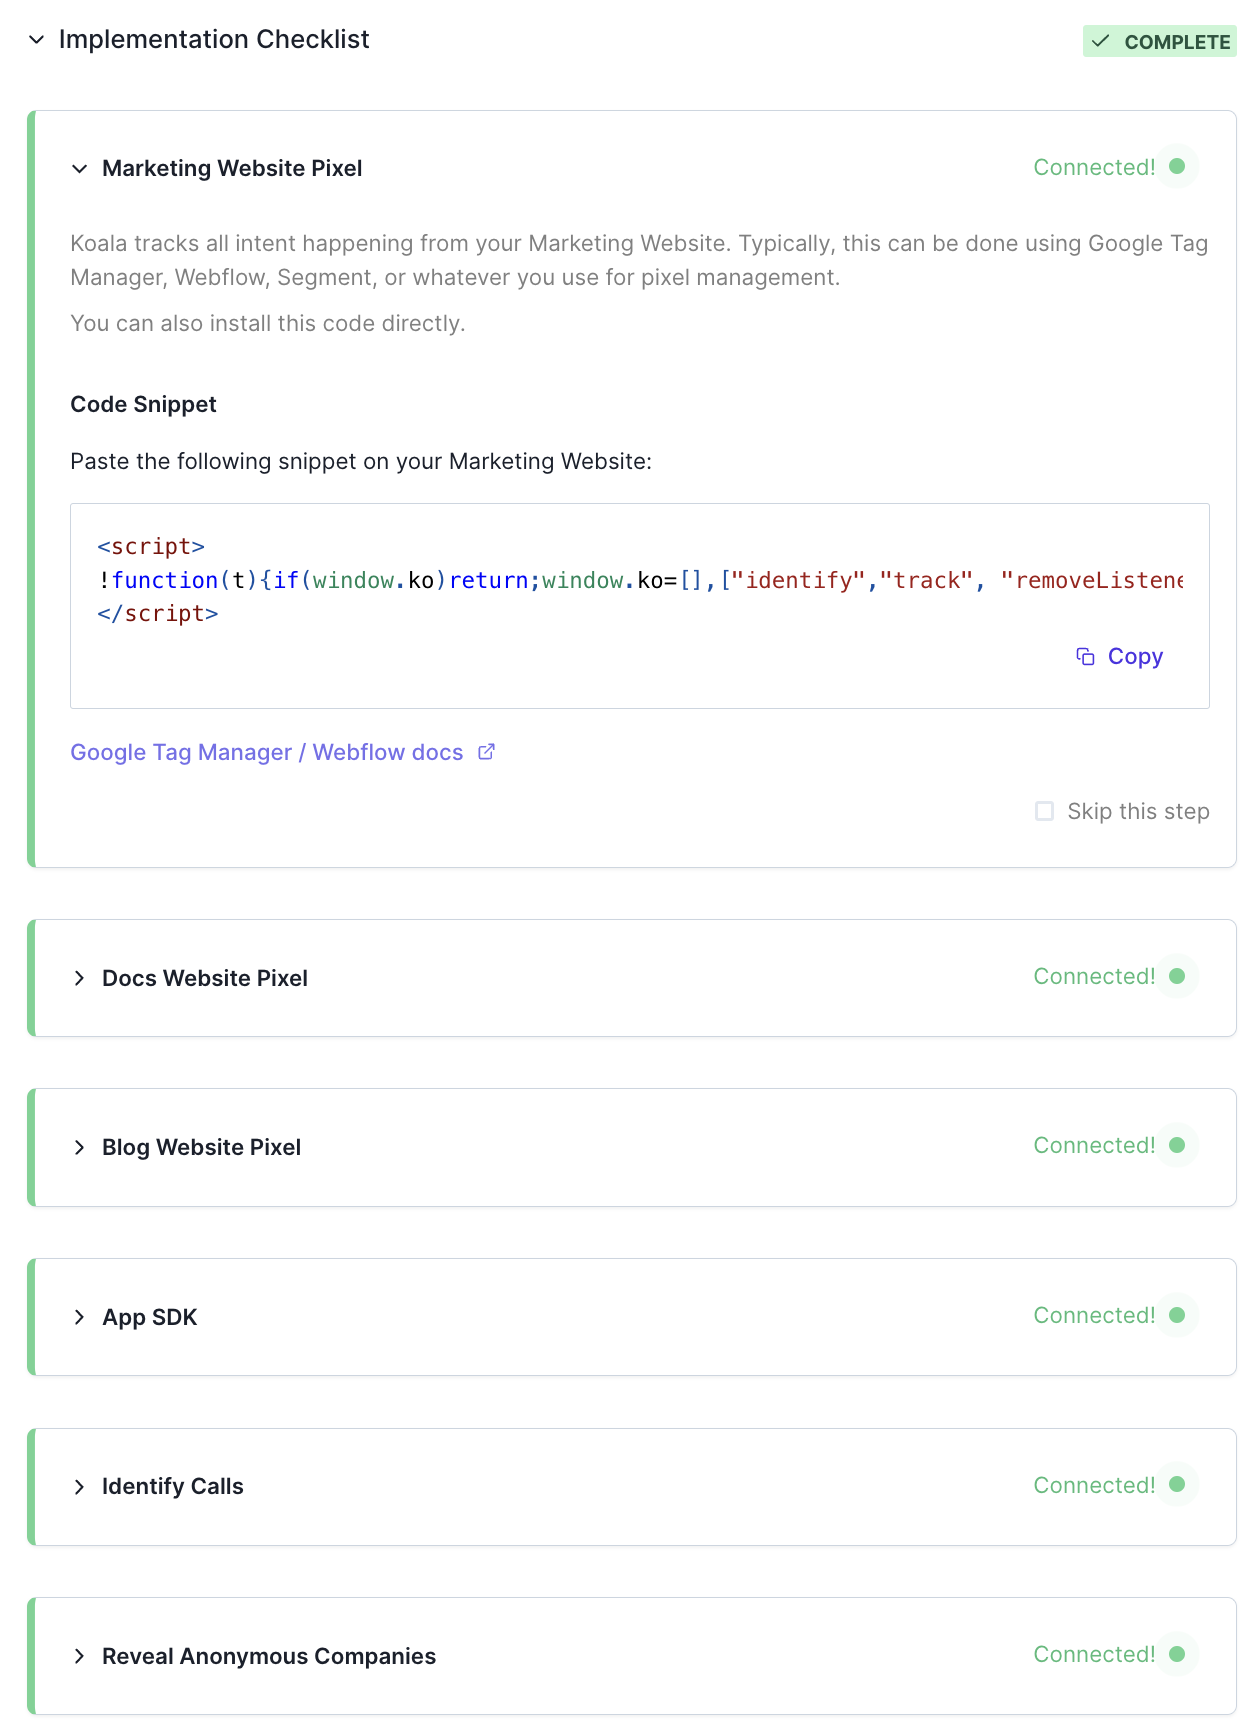 Implementation Checklist
COMPLETE
Marketing Website Pixel
Connected!
Koala tracks all intent happening from your Marketing Website. Typically, this can be done using Google Tag
Manager, Webflow, Segment, or whatever you use for pixel management.
You can also install this code directly.
Code Snippet
Paste the following snippet on your Marketing Website:
<script>
!function(t){if(window.ko)return;window.ko=[],["identify","track", "removeListene
</script>
Copy
Google Tag Manager / Webflow docs
Skip this step
Docs Website Pixel
Connected!
Blog Website Pixel
Connected!
App SDK
Connected!
Identify Calls
Connected!
Reveal Anonymous Companies
Connected!